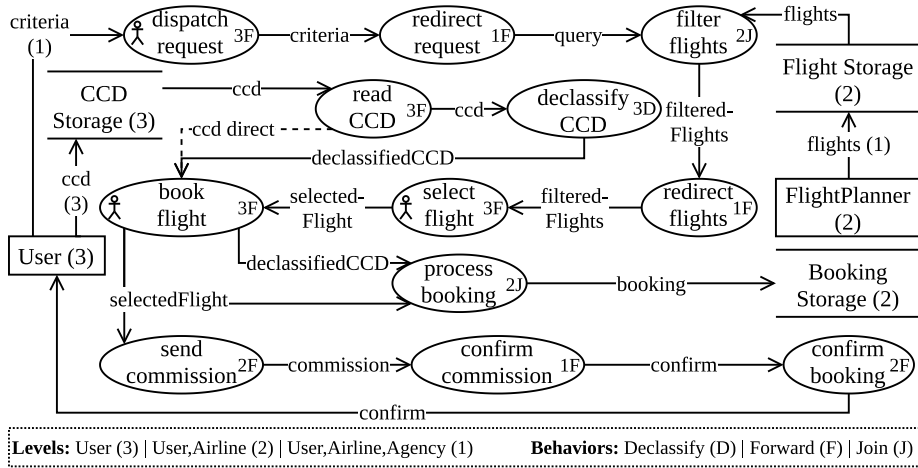 criteria
(1)
dispatch
request
3F
criteria
redirect
request
1F
query
filter
flights
2J
flights
Flight Storage
(2)
CCD
Storage (3)
ccd
read
CCD
3F
ccd
declassify
CCD
3D
filtered-
Flights
flights (1)
ccd direct
declassifiedCCD
ccd
(3)
book
flight
3F
selected-
Flight
select
flight
3F
filtered-
Flights
redirect
flights
1F
FlightPlanner
(2)
User (3)
declassifiedCCD
selectedFlight
process
booking
2J
booking
Booking
Storage (2)
send
commission
2F
commission
confirm
commission
1F
confirm
confirm
booking
2F
confirm
Levels: User (3) | User,Airline (2) | User,Airline,Agency (1)
Behaviors: Declassify (D) | Forward (F) | Join (J)